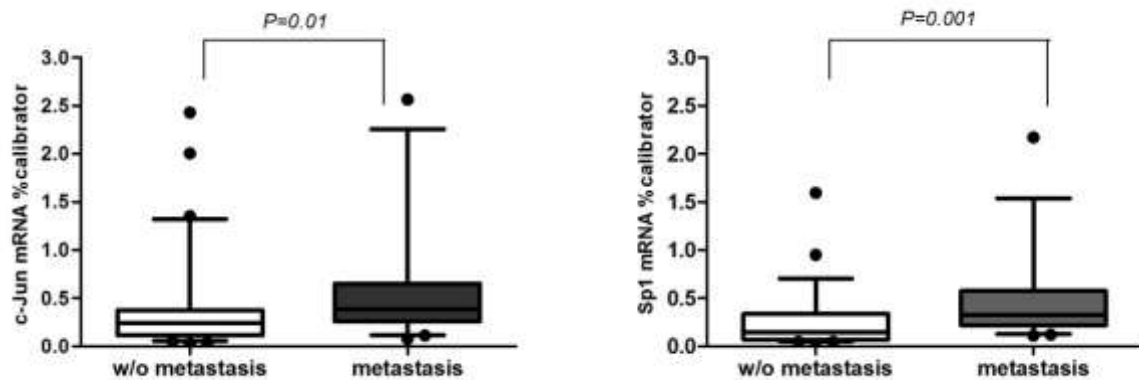 P=0.01
c-Jun mRNA %calibrator
3.0
2.5
2.0
1.5
1.0
0.5
0.0
w/o metastasis
metastasis
P=0.001
Sp1 mRNA %calibrator
3.0
2.5
2.0
1.5
1.0
0.5
0.0
w/o metastasis
metastasis